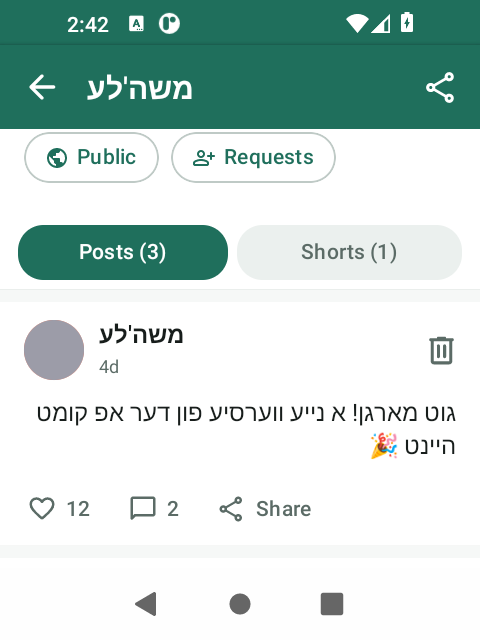 2:42
משה'לע
Public
Requests
Posts (3)
Shorts (1)
משה'לע
4d
גוט מארגן! א נייע ווערסיע פון דער אפ קומט
היינט 🎉
12
2
Share